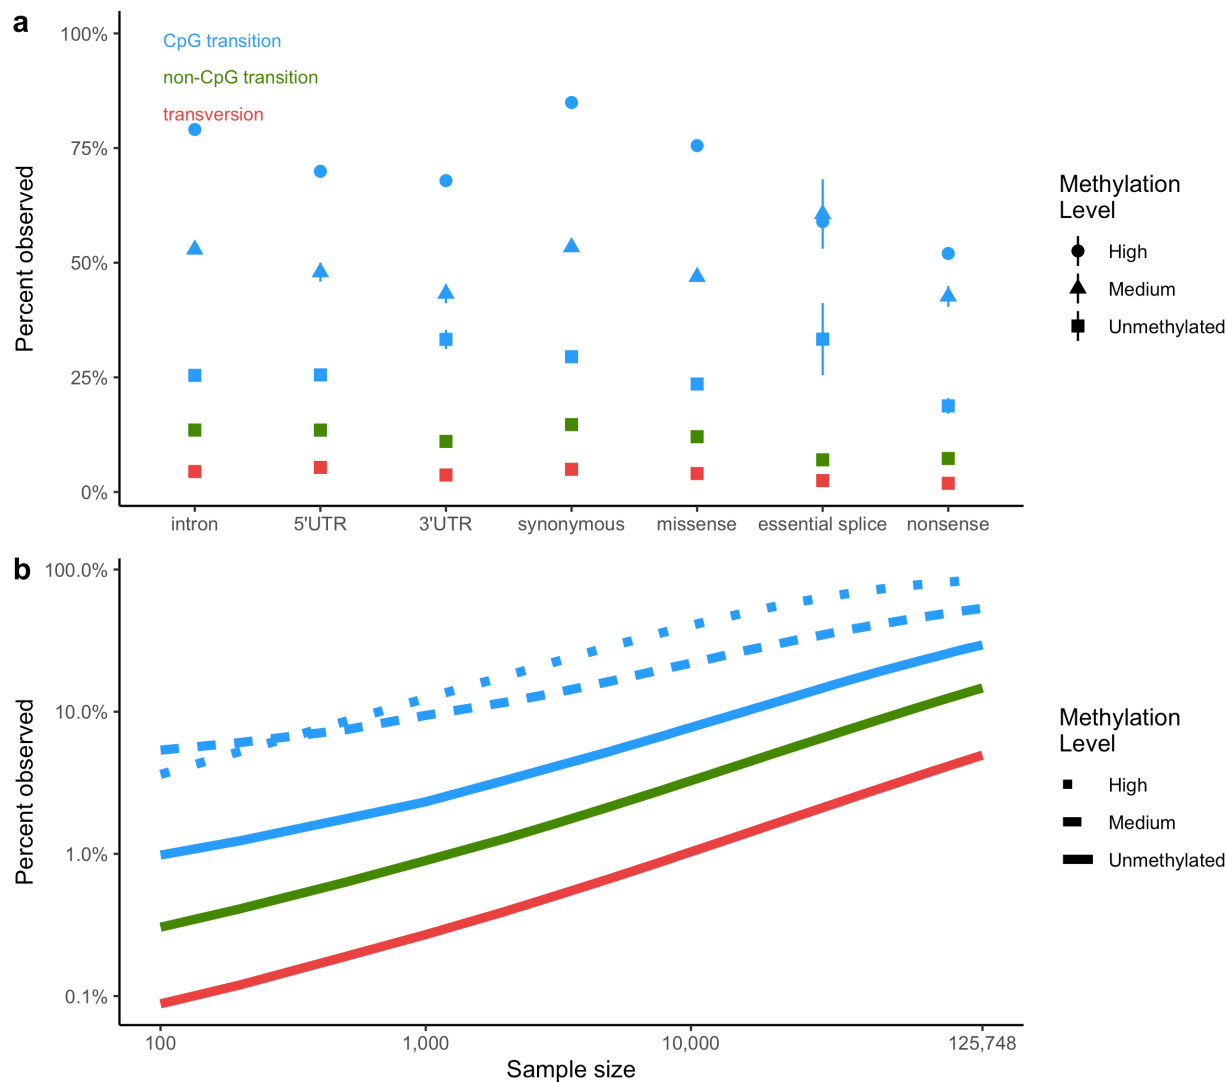 a
100%
75%
50%
25%
0%
Percent observed
CpG transition
non-CpG transition
transversion
intron 5'UTR 3'UTR synonymous missense essential splice nonsense
Methylation
Level
High
Medium
Unmethylated
b
100.0%
10.0%
1.0%
0.1%
Percent observed
100 1,000 10,000 125,748
Sample size
Methylation
Level
High
Medium
Unmethylated